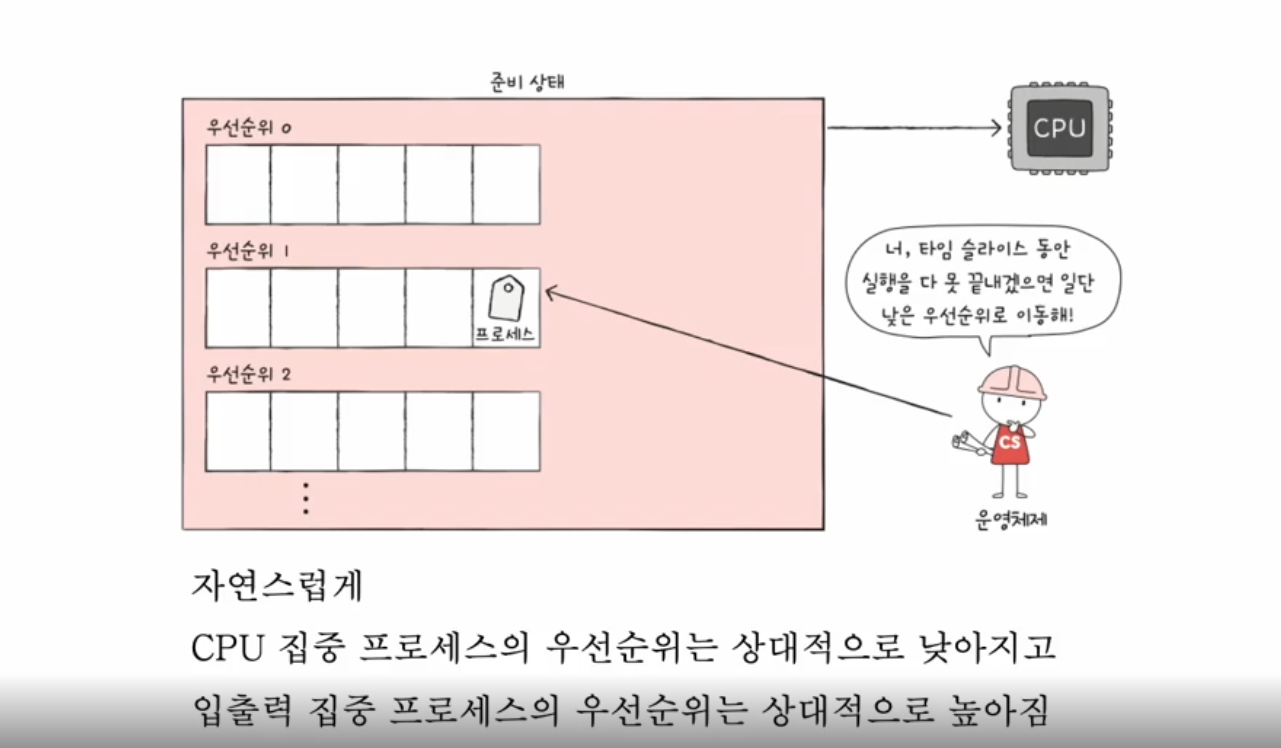 준비 상태
우선순위 0
CPU
우선순위 1
너, 타임 슬라이스 동안
실행을 다 못 끝내겠으면 일단
낮은 우선순위로 이동해!
프로세스
우선순위 2
CS
운영체제
자연스럽게
CPU 집중 프로세스의 우선순위는 상대적으로 낮아지고
입출력 집중 프로세스의 우선순위는 상대적으로 높아짐